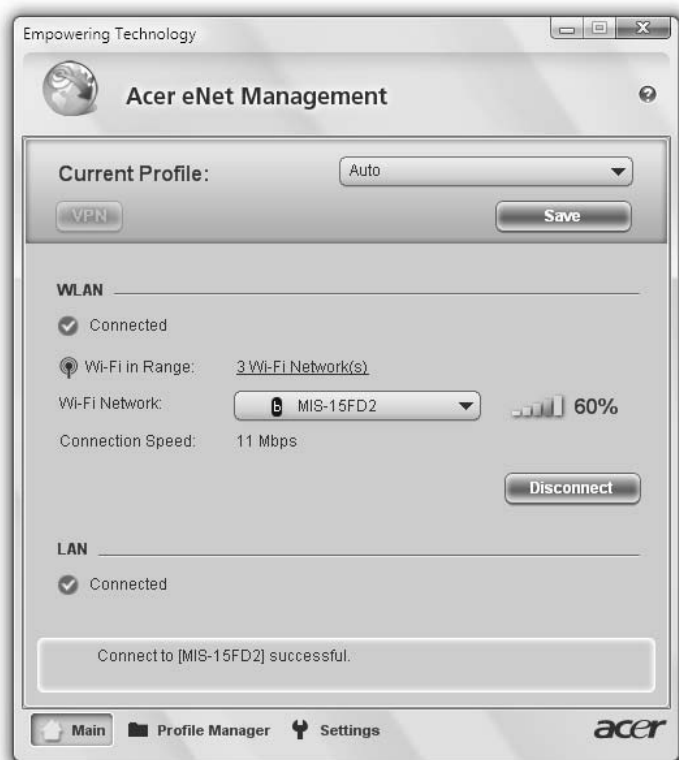 Empowering Technology
Acer eNet Management
Current Profile: Auto
VPN Save
WLAN
Connected
Wi-Fi in Range: 3 Wi-Fi Network(s)
Wi-Fi Network: b MIS-15FD2 60%
Connection Speed: 11 Mbps
Disconnect
LAN
Connected
Connect to [MIS-15FD2] successful.
Main Profile Manager Settings acer